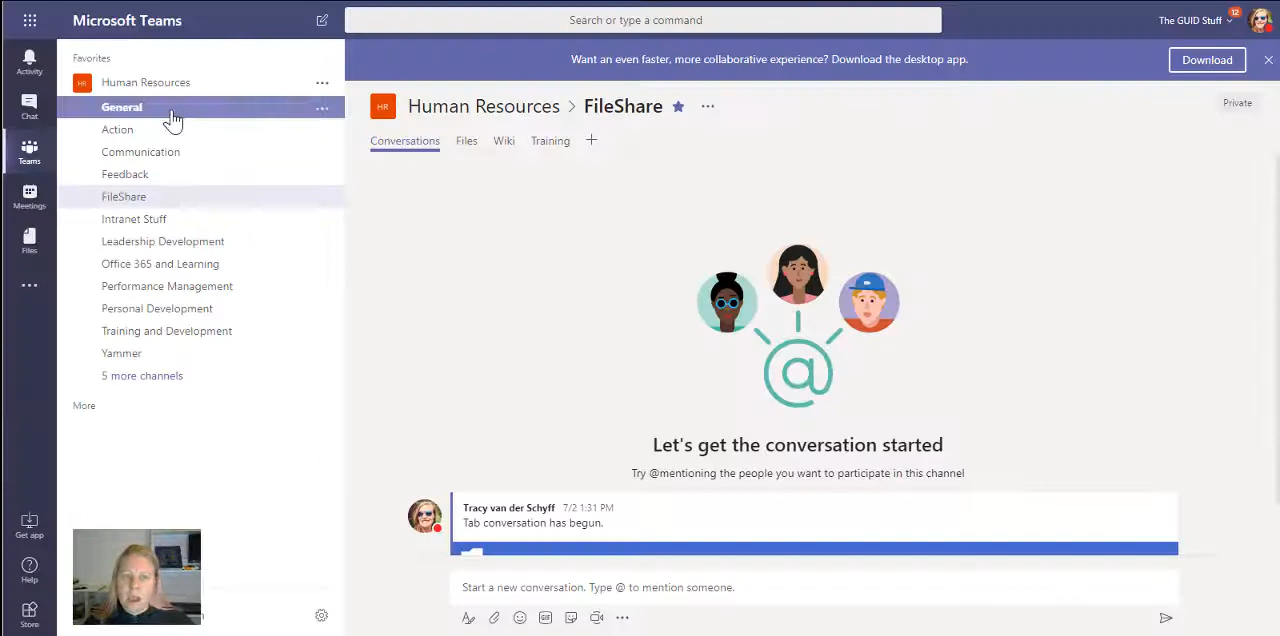 Microsoft Teams
Search or type a command
The GUID Stuff
12
Activity
Chat
Teams
Meetings
Files
Get app
Help
Store
Favorites
HR Human Resources
General
Action
Communication
Feedback
FileShare
Intranet Stuff
Leadership Development
Office 365 and Learning
Performance Management
Personal Development
Training and Development
Yammer
5 more channels
More
Want an even faster, more collaborative experience? Download the desktop app.
Download
HR Human Resources > FileShare
Private
Conversations Files Wiki Training
Let's get the conversation started
Try @mentioning the people you want to participate in this channel
Tracy van der Schyff 7/2 1:31 PM
Tab conversation has begun.
Start a new conversation. Type @ to mention someone.
GIF